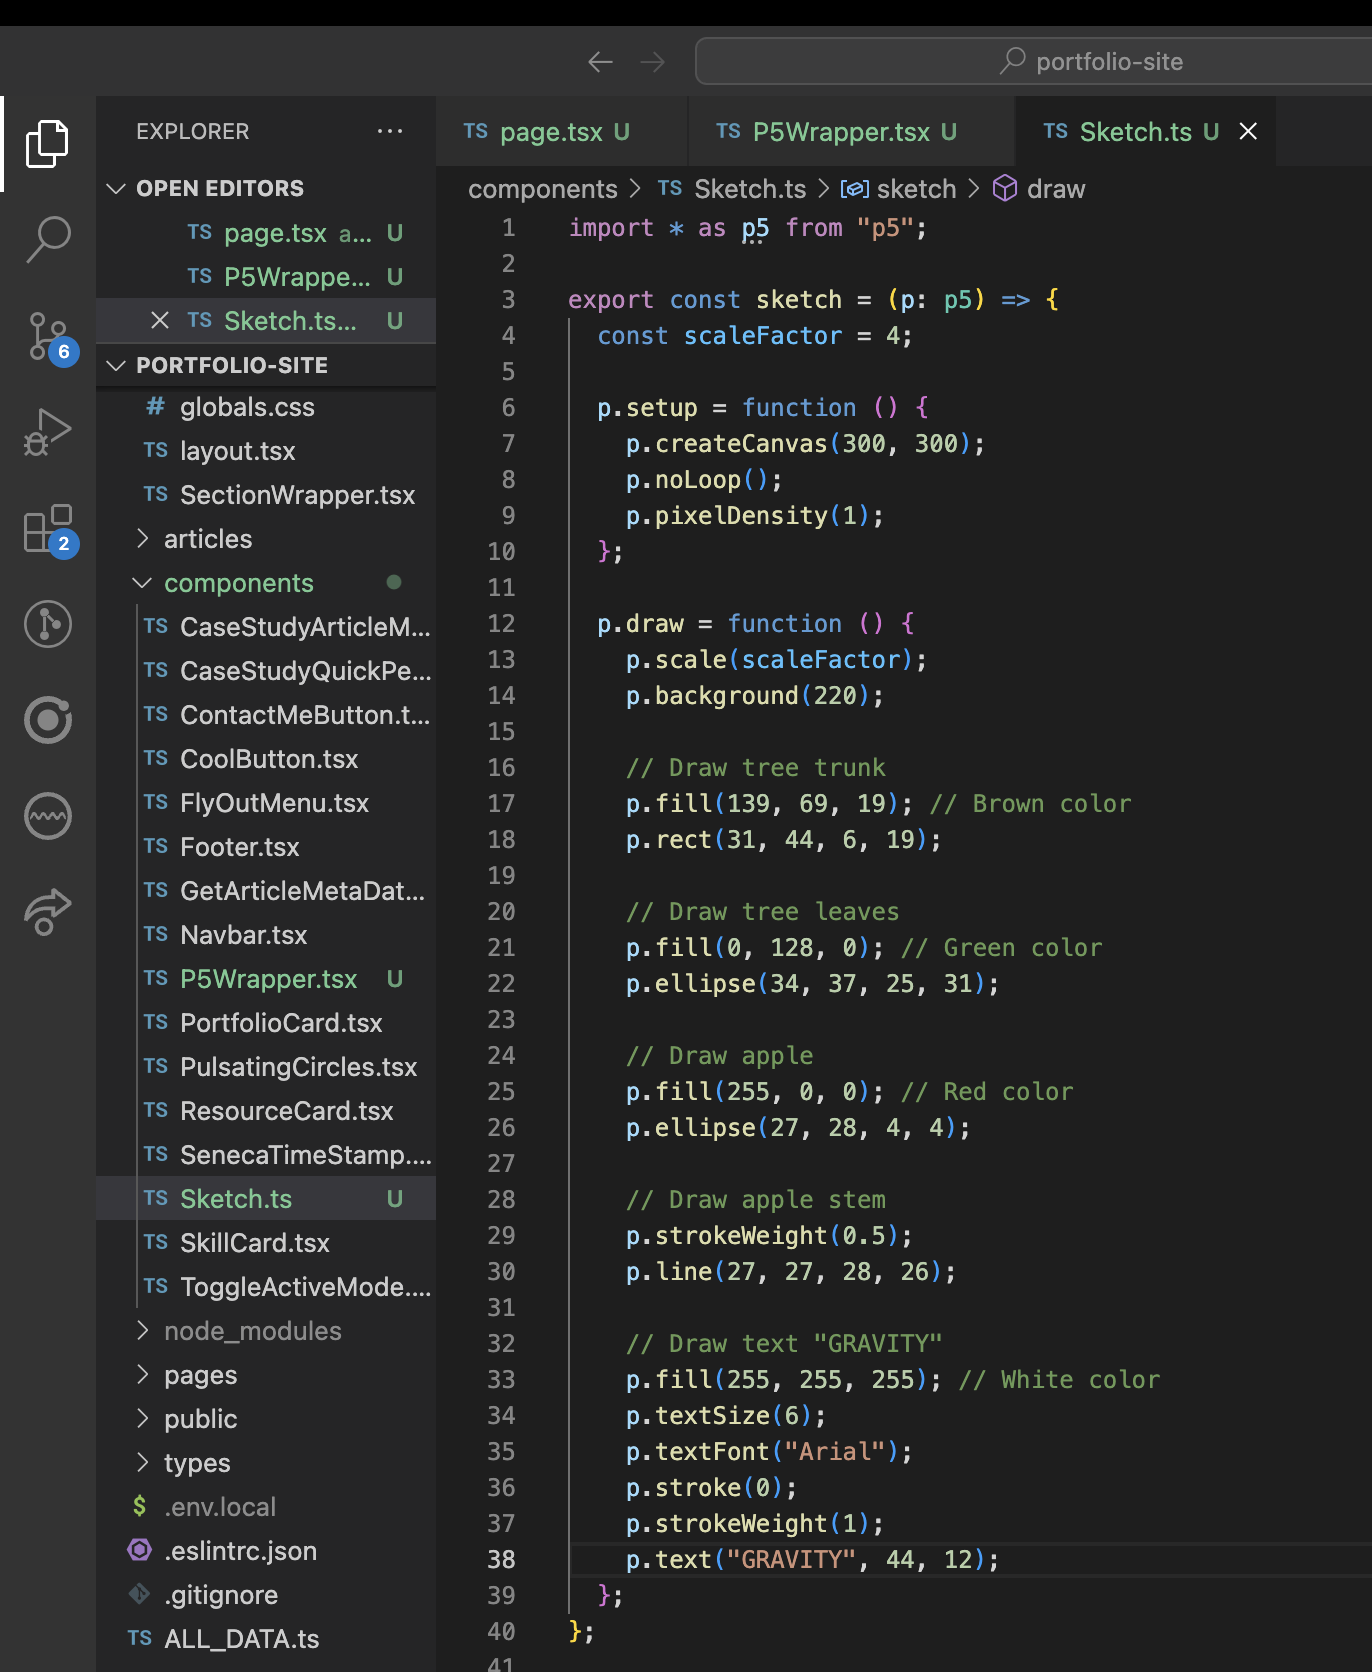 portfolio-site
EXPLORER
OPEN EDITORS
TS page.tsx a... U
TS P5Wrappe... U
TS Sketch.ts... U
PORTFOLIO-SITE
# globals.css
TS layout.tsx
TS SectionWrapper.tsx
articles
components
TS CaseStudyArticleM...
TS CaseStudyQuickPe...
TS ContactMeButton.t...
TS CoolButton.tsx
TS FlyOutMenu.tsx
TS Footer.tsx
TS GetArticleMetaDat...
TS Navbar.tsx
TS P5Wrapper.tsx U
TS PortfolioCard.tsx
TS PulsatingCircles.tsx
TS ResourceCard.tsx
TS SenecaTimeStamp....
TS Sketch.ts U
TS SkillCard.tsx
TS ToggleActiveMode....
node_modules
pages
public
types
$ .env.local
.eslintrc.json
.gitignore
TS ALL_DATA.ts
6
2
TS page.tsx U TS P5Wrapper.tsx U TS Sketch.ts U
components > TS Sketch.ts > sketch > draw
1 import * as p5 from "p5";
2
3 export const sketch = (p: p5) => {
4 const scaleFactor = 4;
5
6 p.setup = function () {
7 p.createCanvas(300, 300);
8 p.noLoop();
9 p.pixelDensity(1);
10 };
11
12 p.draw = function () {
13 p.scale(scaleFactor);
14 p.background(220);
15
16 // Draw tree trunk
17 p.fill(139, 69, 19); // Brown color
18 p.rect(31, 44, 6, 19);
19
20 // Draw tree leaves
21 p.fill(0, 128, 0); // Green color
22 p.ellipse(34, 37, 25, 31);
23
24 // Draw apple
25 p.fill(255, 0, 0); // Red color
26 p.ellipse(27, 28, 4, 4);
27
28 // Draw apple stem
29 p.strokeWeight(0.5);
30 p.line(27, 27, 28, 26);
31
32 // Draw text "GRAVITY"
33 p.fill(255, 255, 255); // White color
34 p.textSize(6);
35 p.textFont("Arial");
36 p.stroke(0);
37 p.strokeWeight(1);
38 p.text("GRAVITY", 44, 12);
39 };
40 };
41